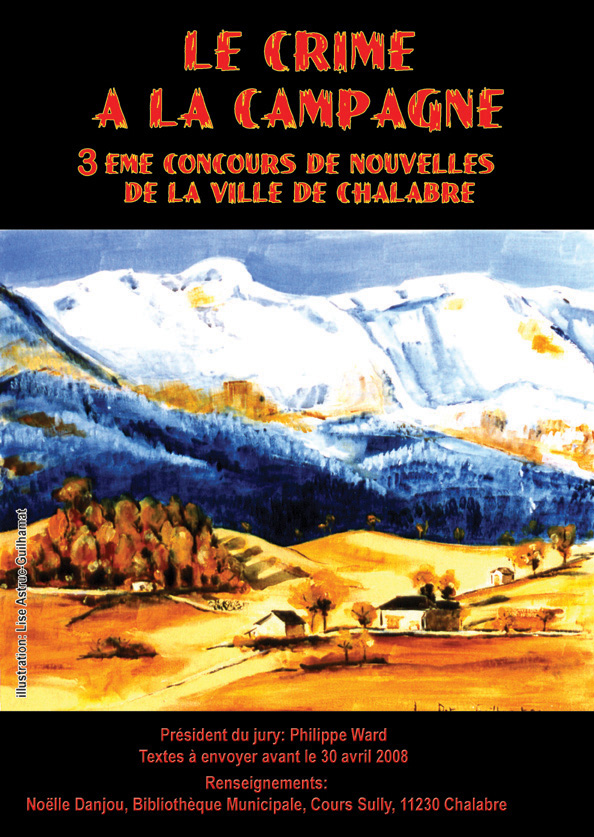 LE CRIME
A LA CAMPAGNE
3 EME CONCOURS DE NOUVELLES
DE LA VILLE DE CHALABRE
illustration: Lise Astruc Guilhamat
Président du jury: Philippe Ward
Textes à envoyer avant le 30 avril 2008
Renseignements:
Noëlle Danjou, Bibliothèque Municipale, Cours Sully, 11230 Chalabre